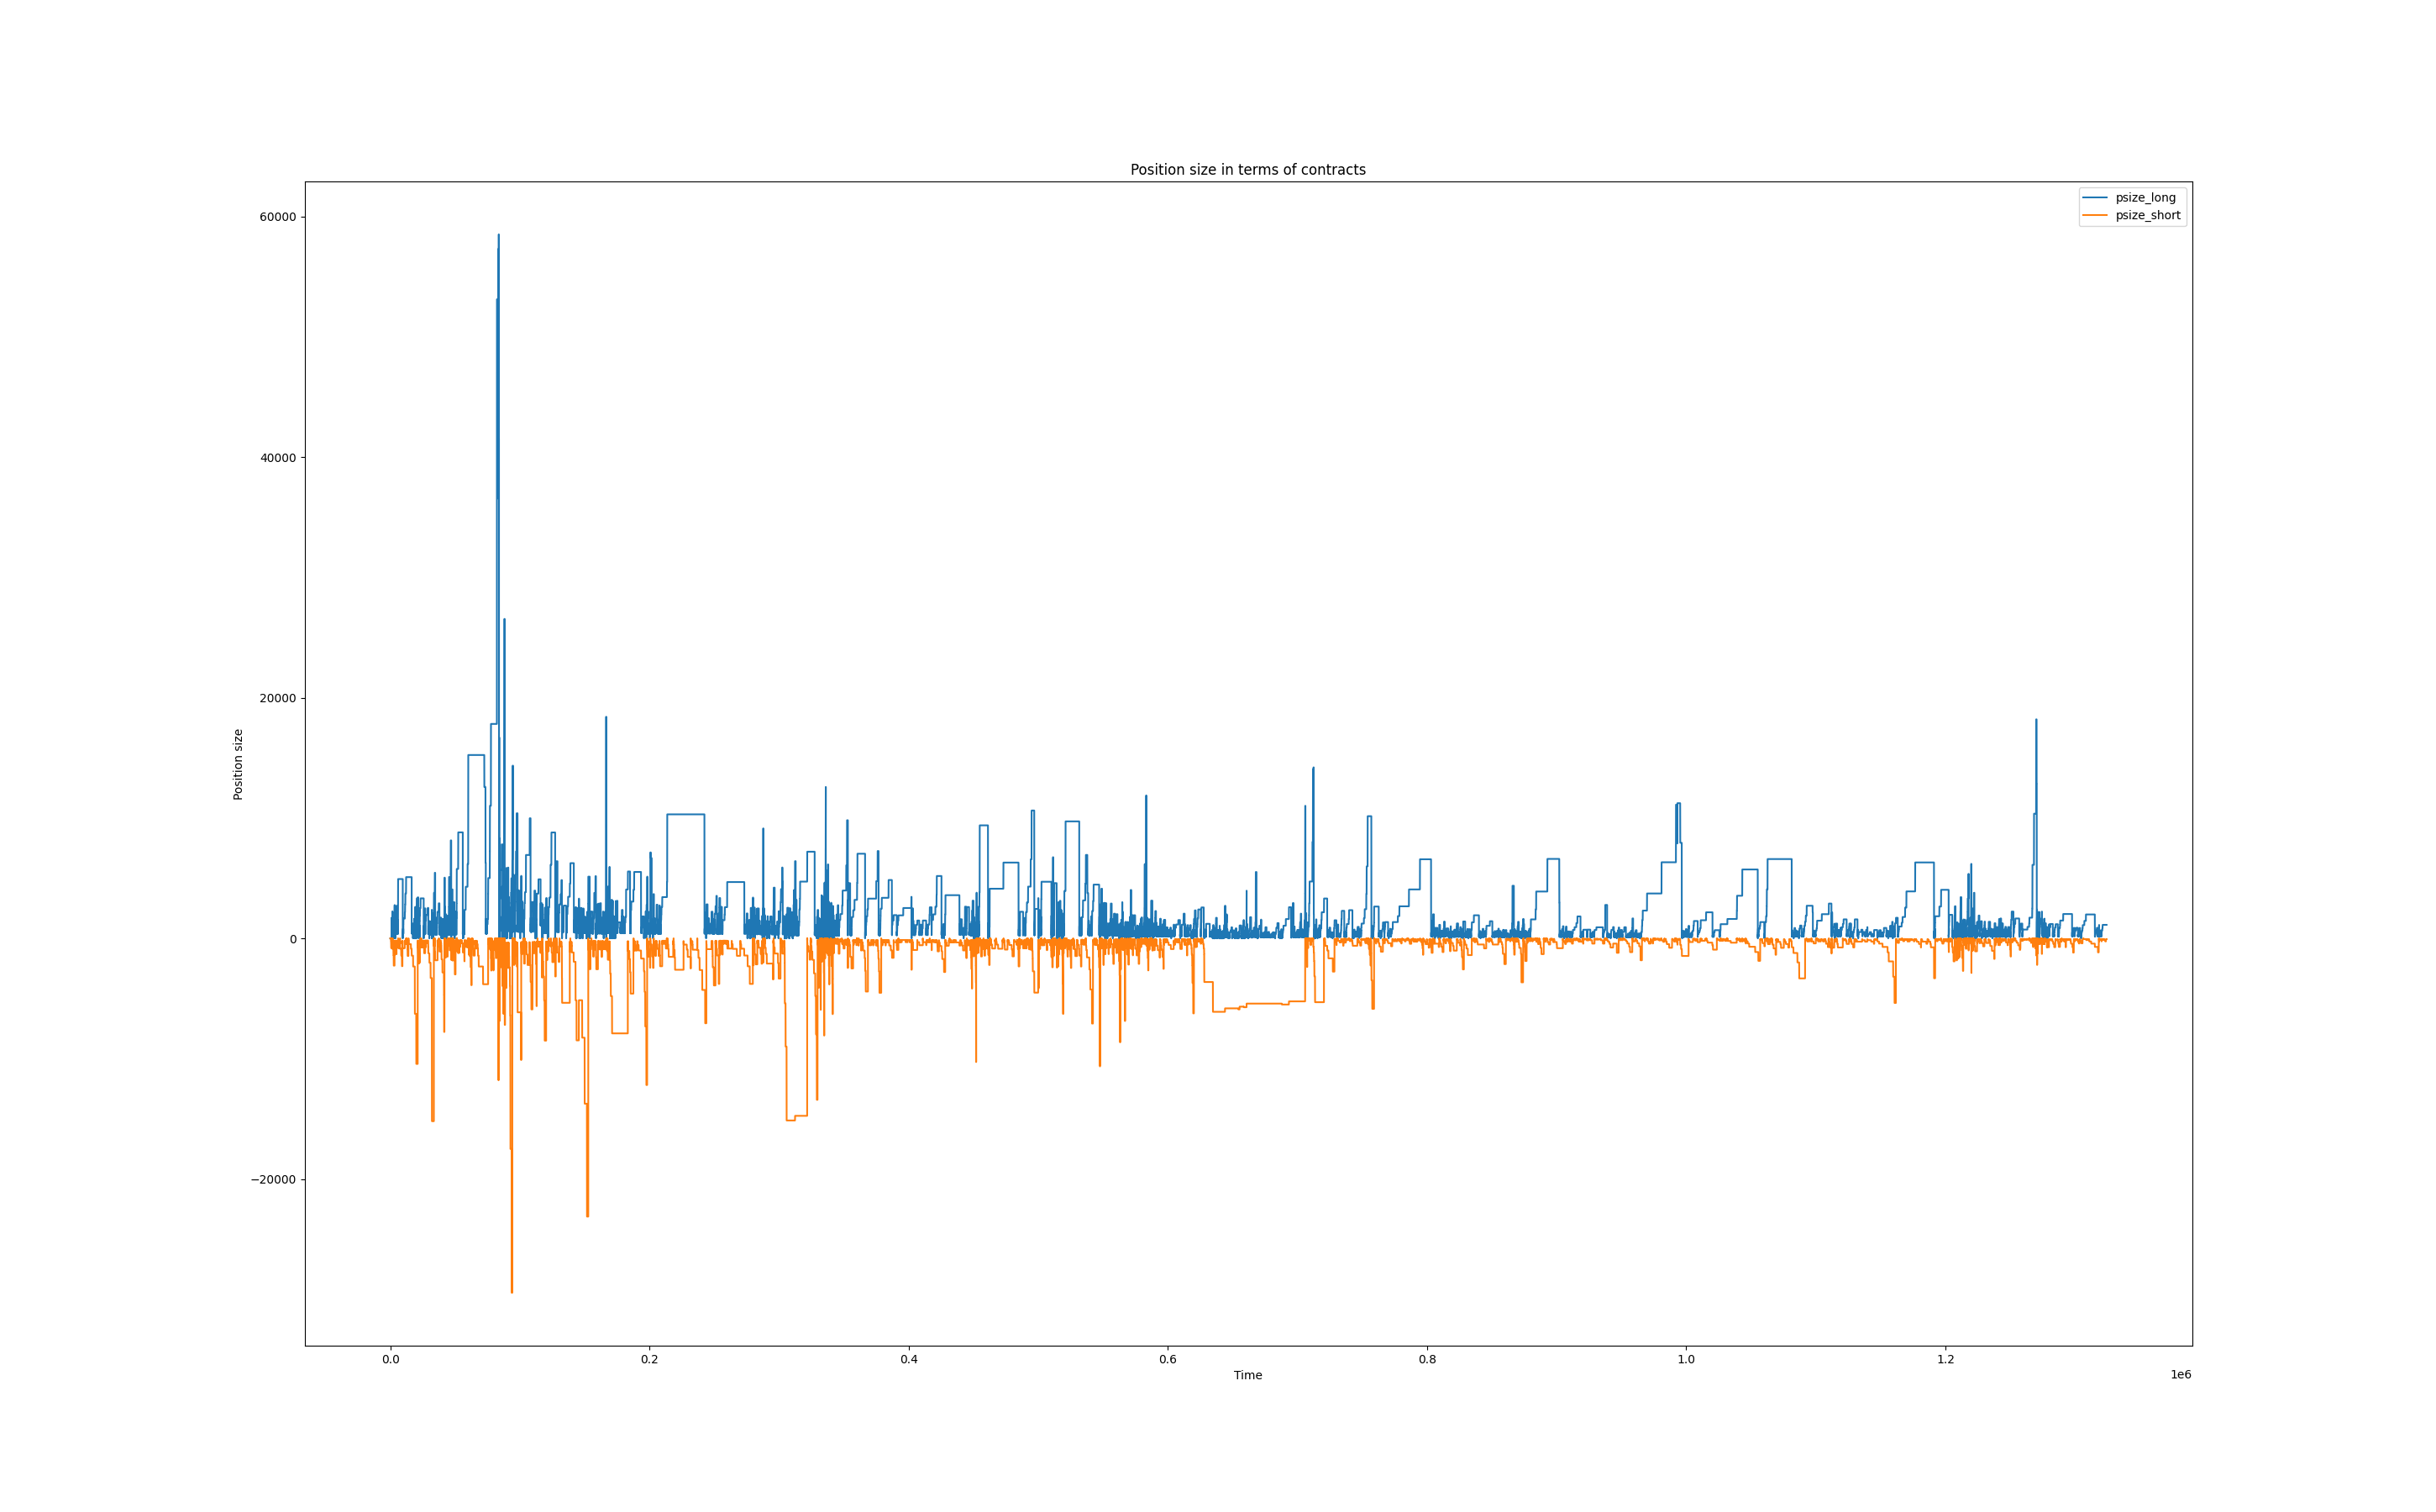 Position size in terms of contracts
psize_long
psize_short
60000
40000
20000
0
−20000
Position size
0.0
0.2
0.4
0.6
0.8
1.0
1.2
1e6
Time